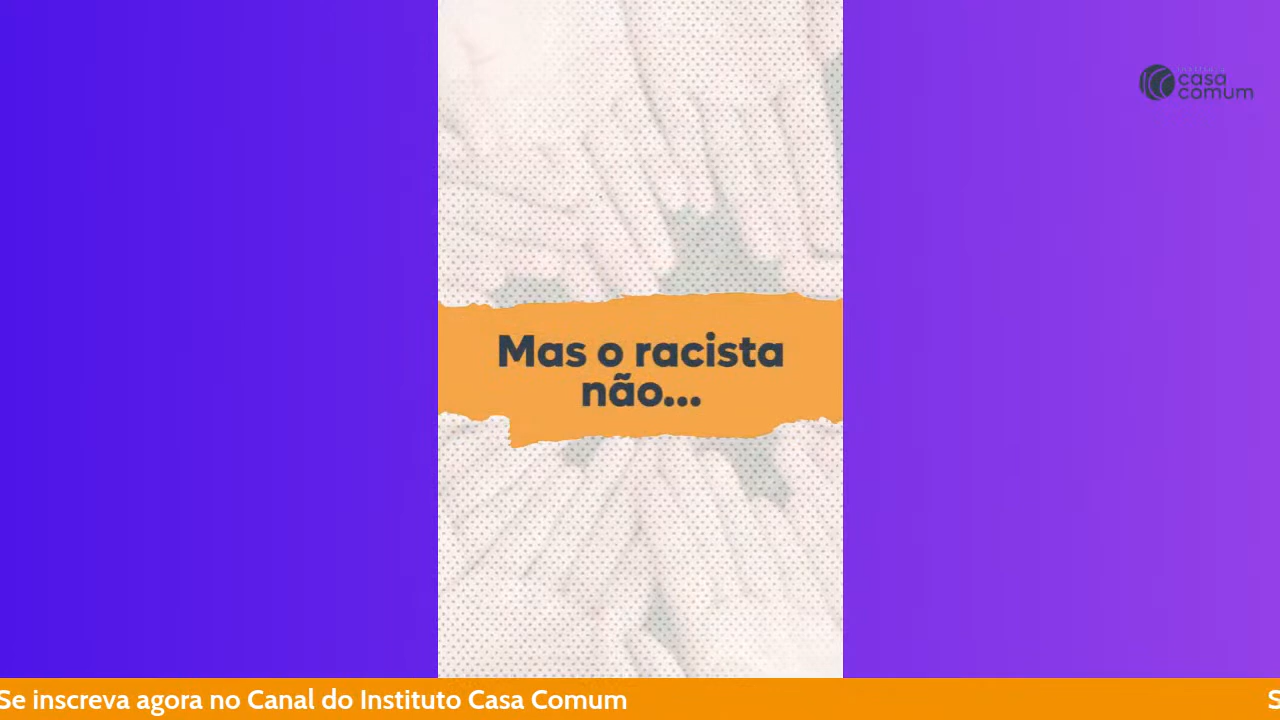 casa
comum
Mas o racista
não...
Se inscreva agora no Canal do Instituto Casa Comum
S